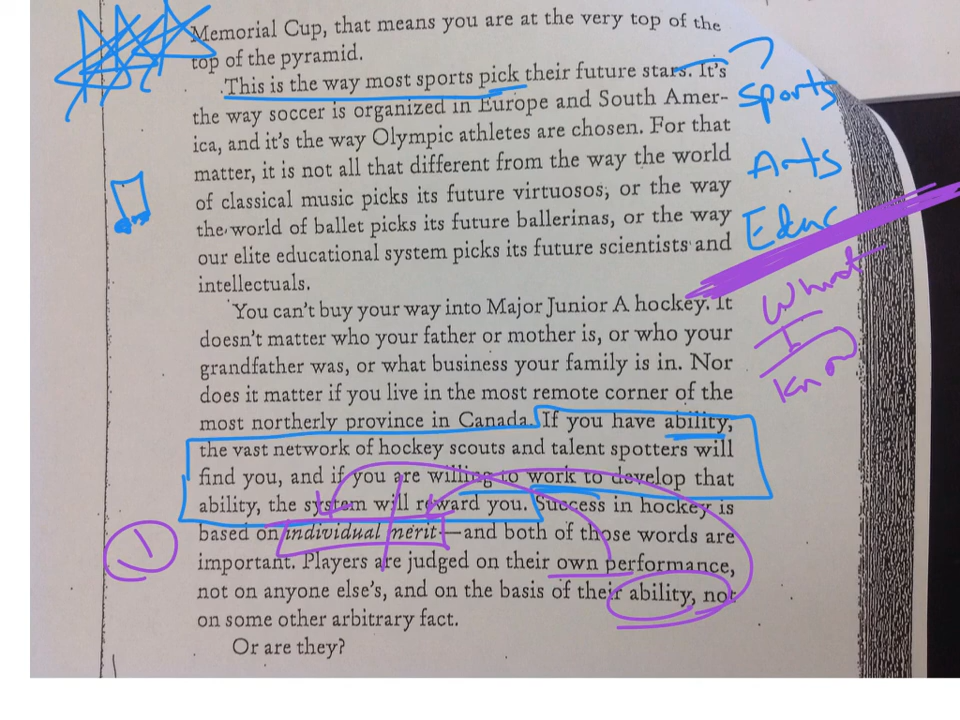 Memorial Cup, that means you are at the very top of the
top of the pyramid.
This is the way most sports pick their future stars. It's
the way soccer is organized in Europe and South Amer-
ica, and it's the way Olympic athletes are chosen. For that
matter, it is not all that different from the way the world
of classical music picks its future virtuosos, or the way
the world of ballet picks its future ballerinas, or the way
our elite educational system picks its future scientists and
intellectuals.
You can't buy your way into Major Junior A hockey. It
doesn't matter who your father or mother is, or who your
grandfather was, or what business your family is in. Nor
does it matter if you live in the most remote corner of the
most northerly province in Canada. If you have ability,
the vast network of hockey scouts and talent spotters will
find you, and if you are willing to work to develop that
ability, the system will reward you. Success in hockey is
based on individual merit—and both of those words are
important. Players are judged on their own performance,
not on anyone else's, and on the basis of their ability, not
on some other arbitrary fact.
Or are they?
Sports
Arts
Educ
What
I
Know
1